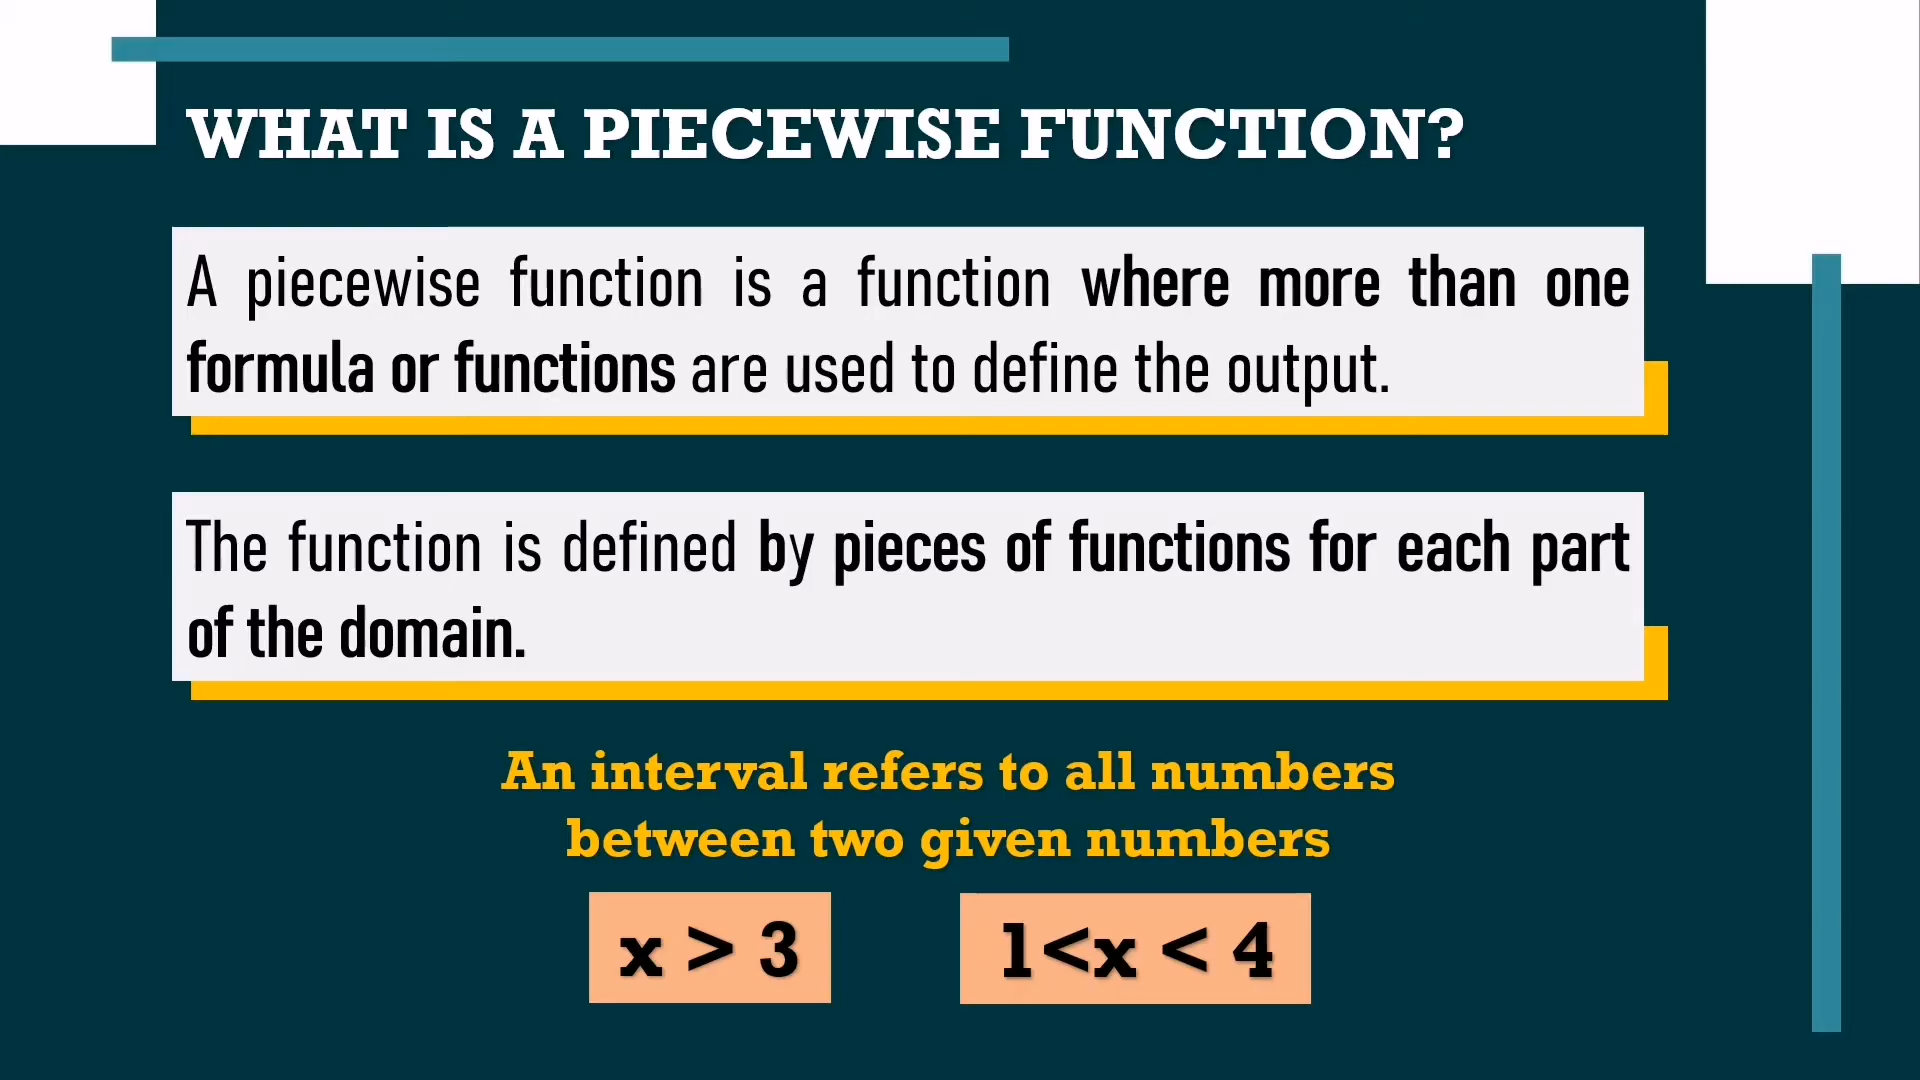 WHAT IS A PIECEWISE FUNCTION?
A piecewise function is a function where more than one
formula or functions are used to define the output.
The function is defined by pieces of functions for each part
of the domain.
An interval refers to all numbers
between two given numbers
x > 3
1<x < 4